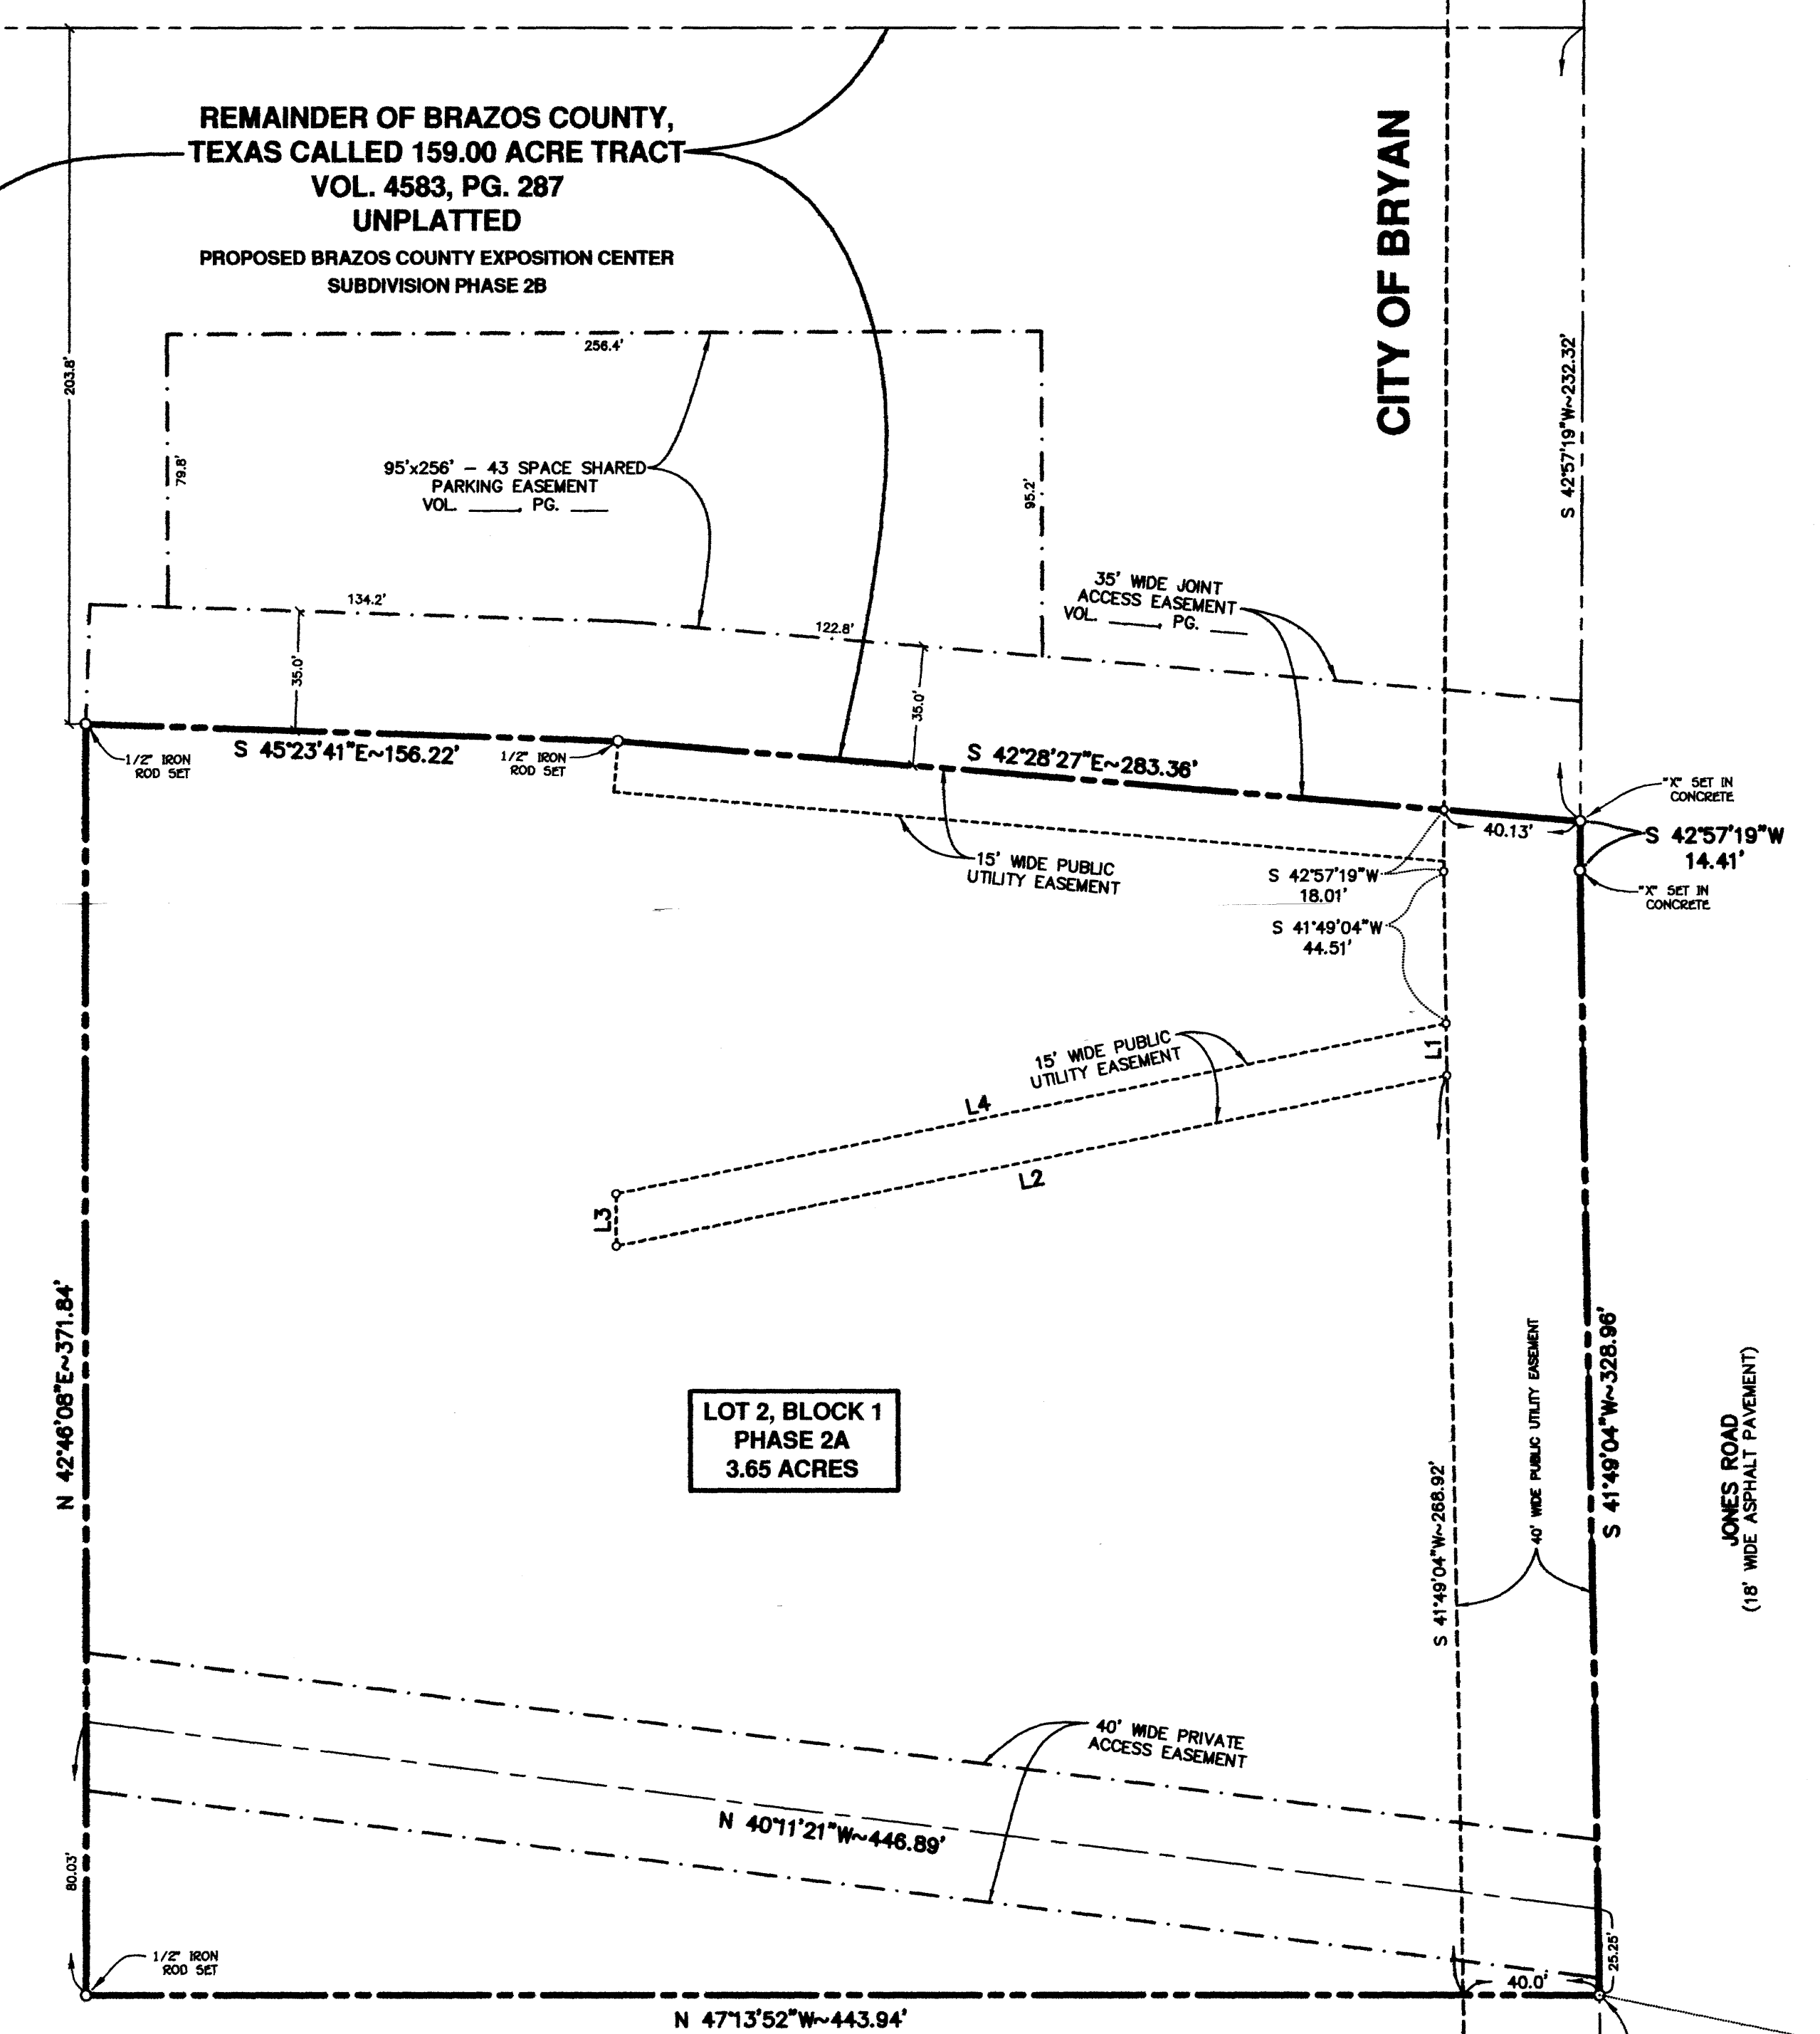 REMAINDER OF BRAZOS COUNTY,
TEXAS CALLED 159.00 ACRE TRACT
VOL. 4583, PG. 287
UNPLATTED
PROPOSED BRAZOS COUNTY EXPOSITION CENTER
SUBDIVISION PHASE 2B
CITY OF BRYAN
203.8'
256.4'
79.8'
95'x256' - 43 SPACE SHARED
PARKING EASEMENT
VOL. _____, PG. ____
95.2'
S 42°57'19"W~232.32'
134.2'
122.8'
35.0'
35.0'
35' WIDE JOINT
ACCESS EASEMENT
VOL. _____, PG. ____
1/2" IRON
ROD SET
S 45°23'41"E~156.22'
1/2" IRON
ROD SET
S 42°28'27"E~283.36'
"X" SET IN
CONCRETE
40.13'
S 42°57'19"W
14.41'
15' WIDE PUBLIC
UTILITY EASEMENT
S 42°57'19"W
18.01'
"X" SET IN
CONCRETE
S 41°49'04"W
44.51'
15' WIDE PUBLIC
UTILITY EASEMENT
L1
L4
L2
L3
N 42°46'08"E~371.84'
LOT 2, BLOCK 1
PHASE 2A
3.65 ACRES
S 41°49'04"W~268.92'
40' WIDE PUBLIC UTILITY EASEMENT
S 41°49'04"W~328.96'
JONES ROAD
(18' WIDE ASPHALT PAVEMENT)
40' WIDE PRIVATE
ACCESS EASEMENT
N 40°11'21"W~446.89'
80.03'
25.25'
1/2" IRON
ROD SET
40.0'
N 47°13'52"W~443.94'